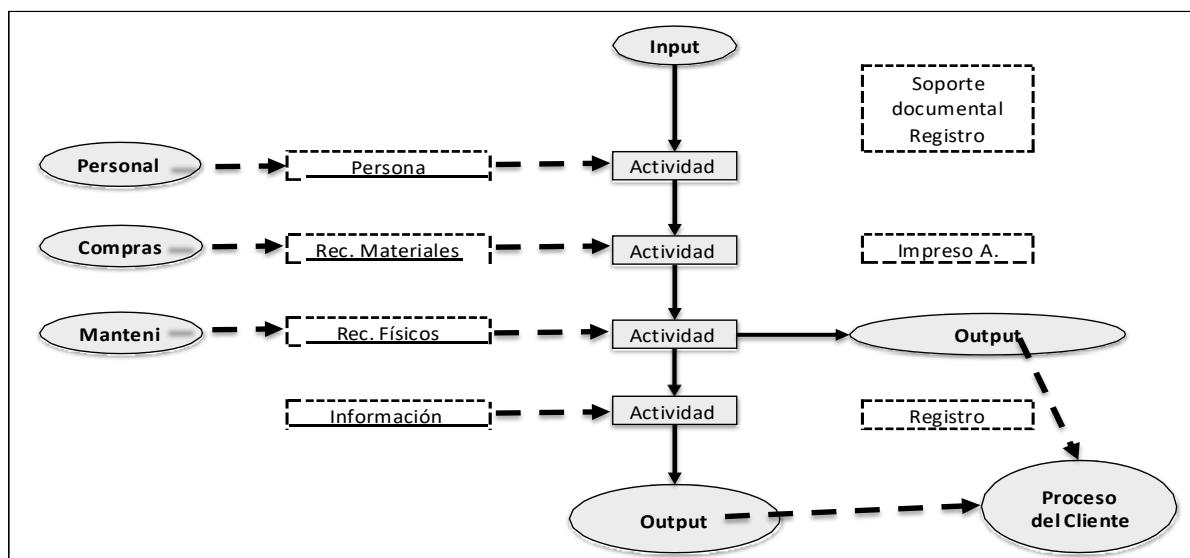 Input
Soporte
documental
Registro
Personal
Persona
Actividad
Compras
Rec. Materiales
Actividad
Impreso A.
Manteni
Rec. Físicos
Actividad
Output
Información
Actividad
Registro
Output
Proceso
del Cliente